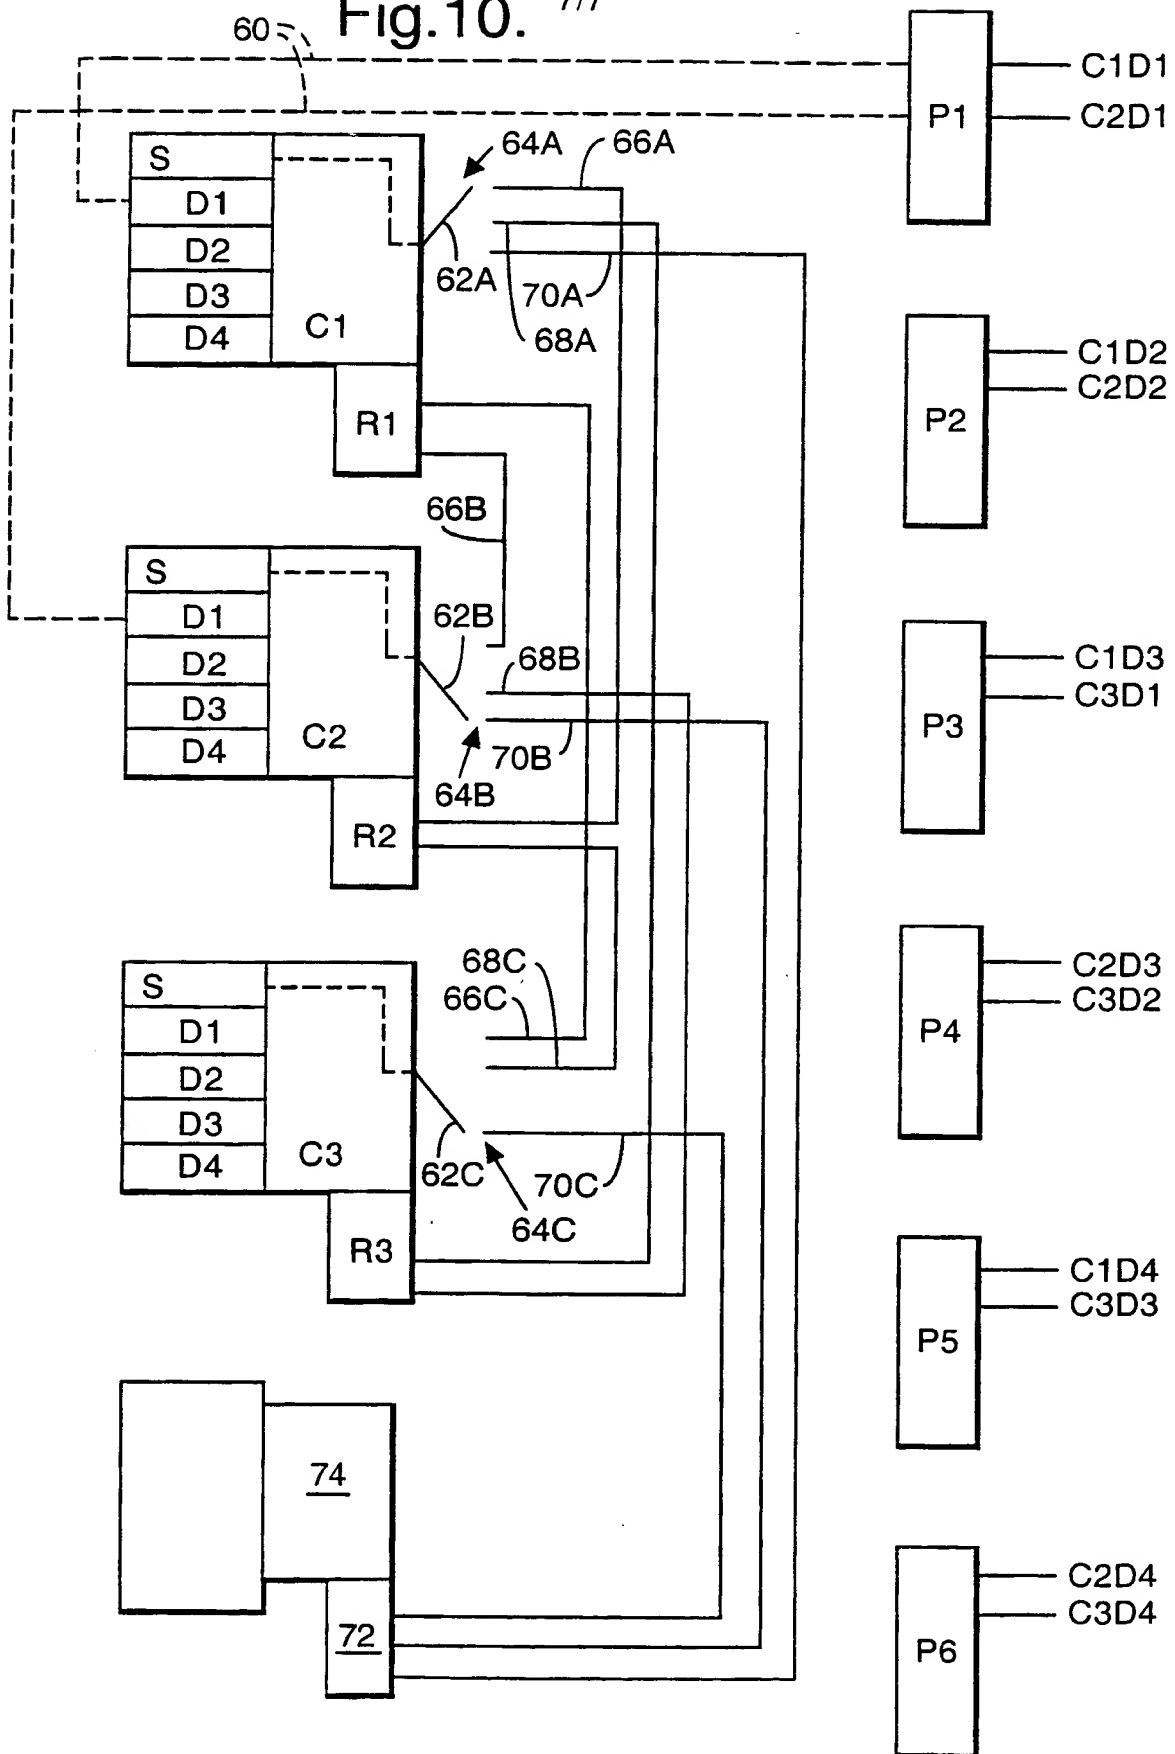 Fig.10. 7/7
60
P1
C1D1
C2D1
S
D1
D2
D3
D4
C1
R1
64A
66A
62A
70A
68A
P2
C1D2
C2D2
66B
S
D1
D2
D3
D4
C2
R2
62B
68B
70B
64B
P3
C1D3
C3D1
S
D1
D2
D3
D4
C3
R3
68C
66C
62C
70C
64C
P4
C2D3
C3D2
P5
C1D4
C3D3
74
72
P6
C2D4
C3D4